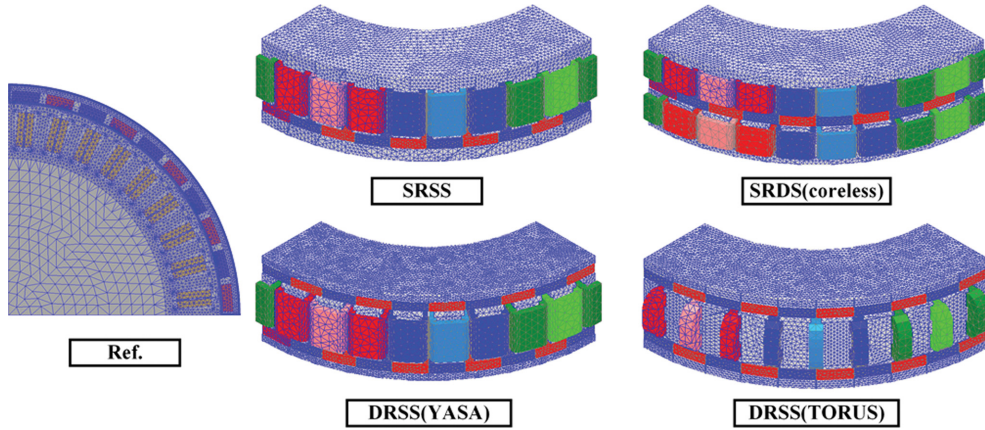 Ref.
SRSS
SRDS(coreless)
DRSS(YASA)
DRSS(TORUS)